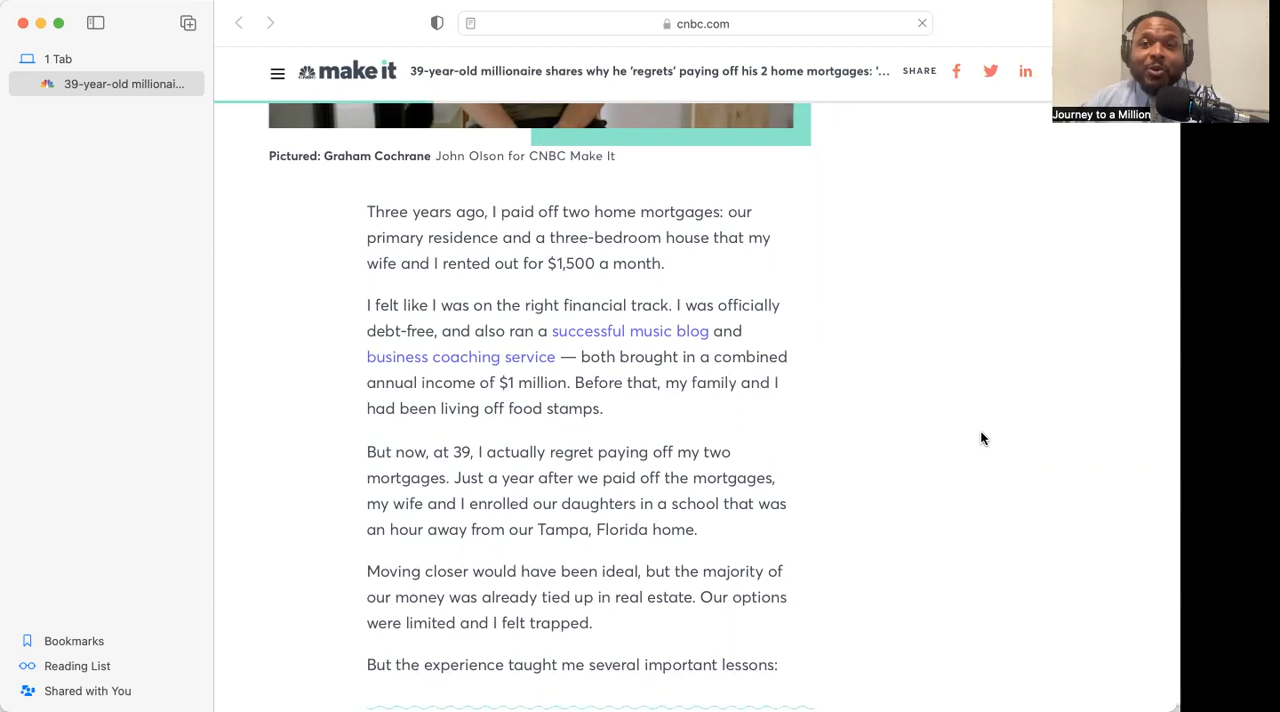 cnbc.com
1 Tab
39-year-old millionai...
CNBC make it
39-year-old millionaire shares why he 'regrets' paying off his 2 home mortgages: '...
SHARE
Journey to a Million
Pictured: Graham Cochrane John Olson for CNBC Make It
Three years ago, I paid off two home mortgages: our
primary residence and a three-bedroom house that my
wife and I rented out for $1,500 a month.
I felt like I was on the right financial track. I was officially
debt-free, and also ran a successful music blog and
business coaching service — both brought in a combined
annual income of $1 million. Before that, my family and I
had been living off food stamps.
But now, at 39, I actually regret paying off my two
mortgages. Just a year after we paid off the mortgages,
my wife and I enrolled our daughters in a school that was
an hour away from our Tampa, Florida home.
Moving closer would have been ideal, but the majority of
our money was already tied up in real estate. Our options
were limited and I felt trapped.
But the experience taught me several important lessons:
Bookmarks
Reading List
Shared with You